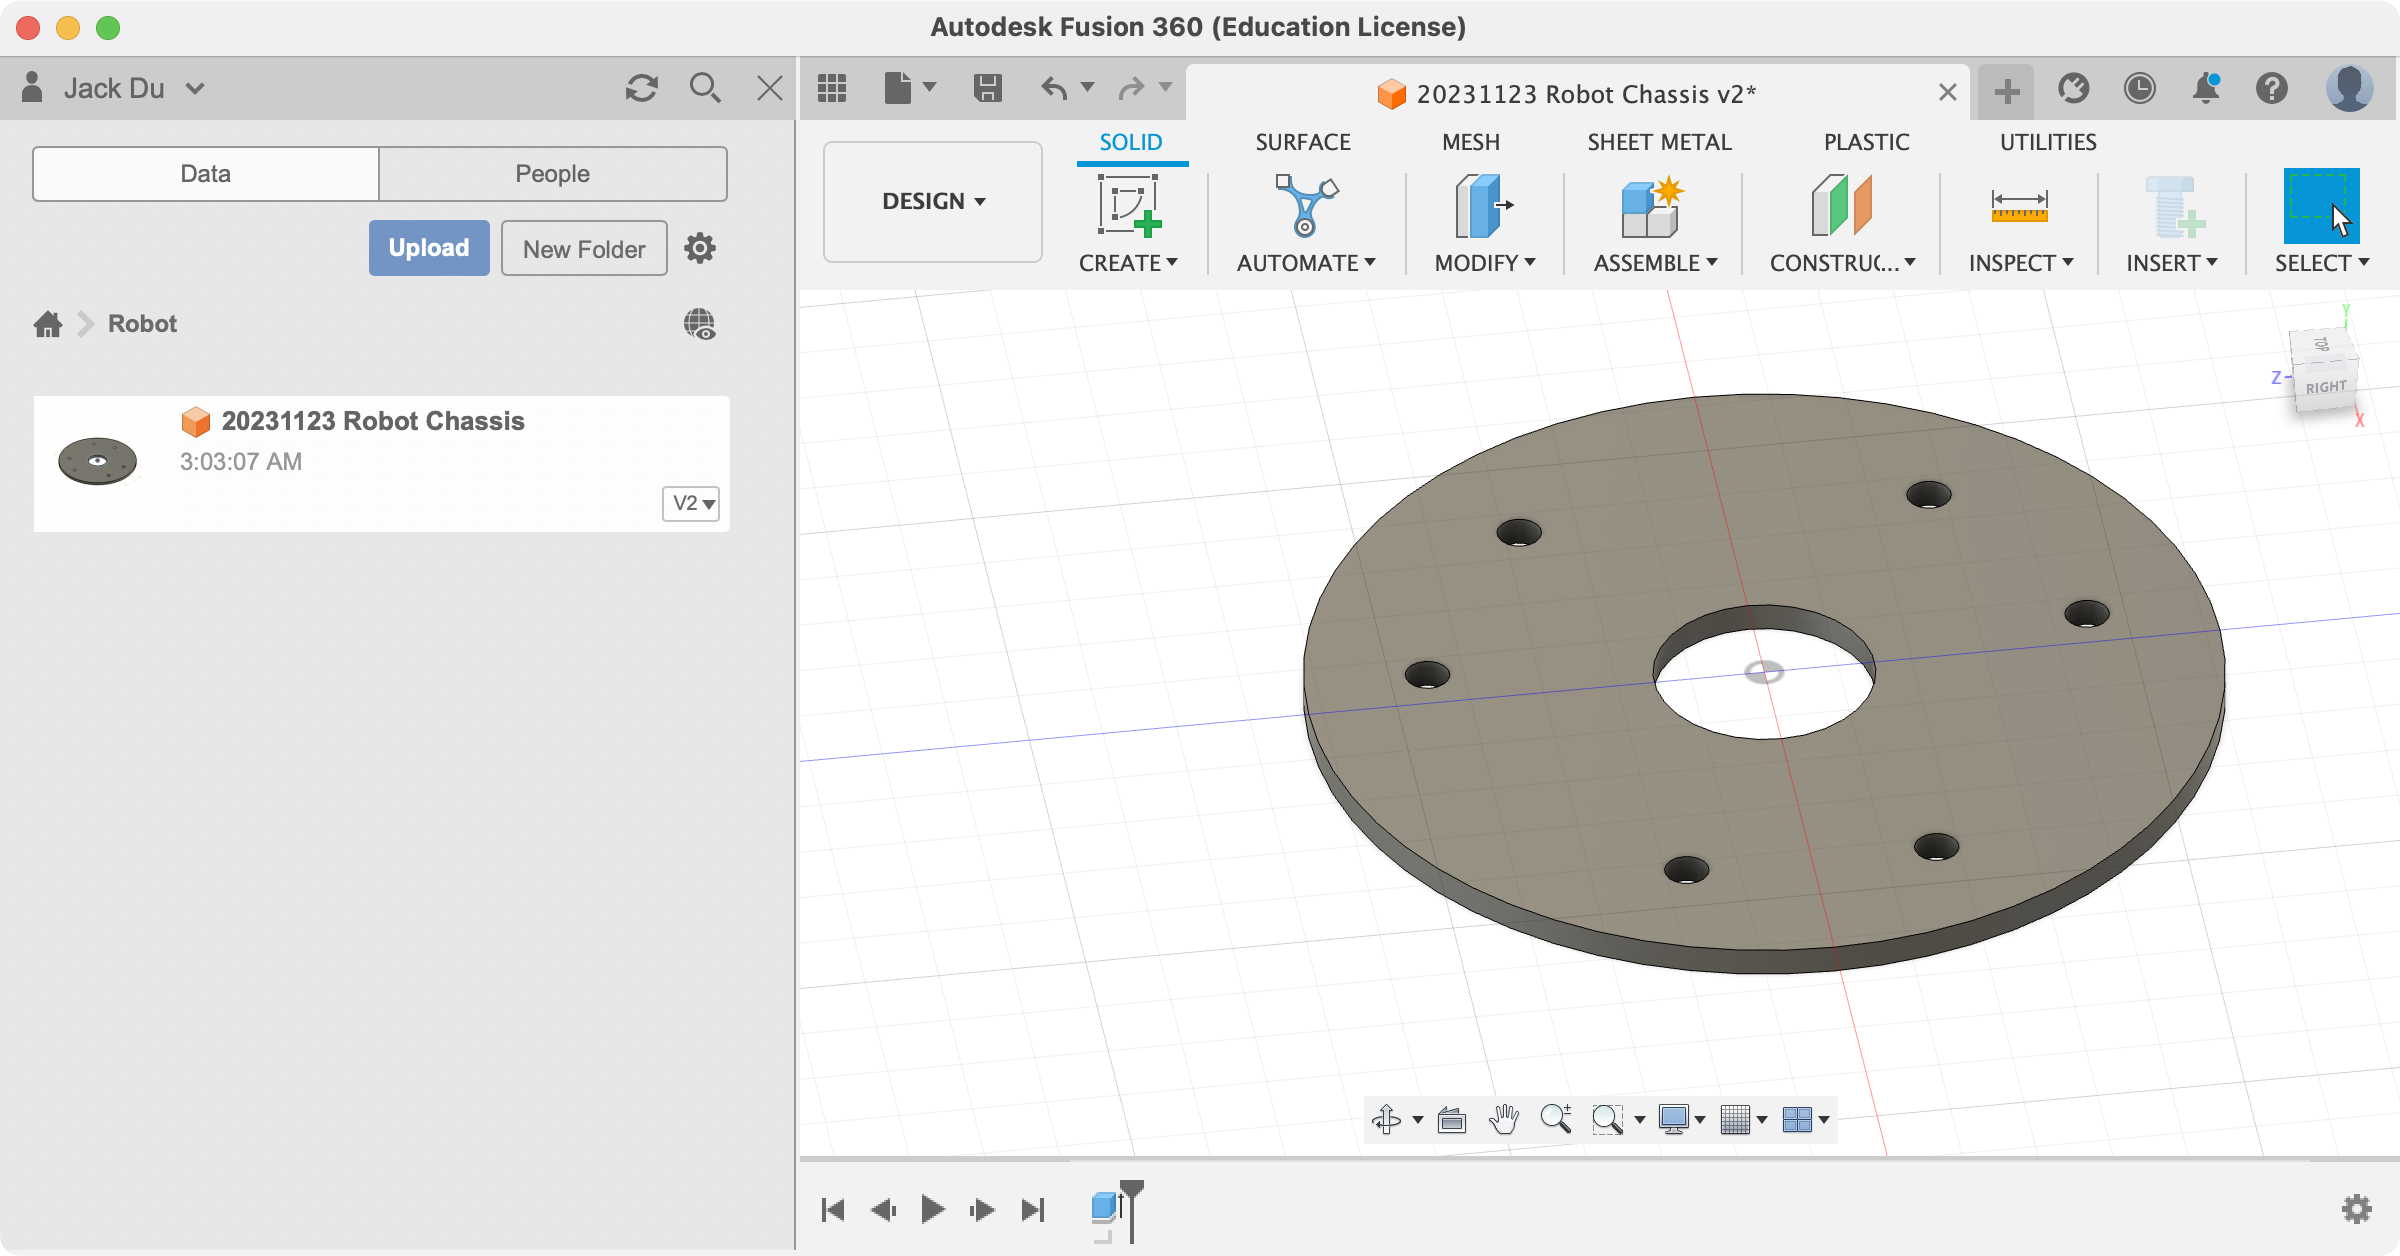 Autodesk Fusion 360 (Education License)
Jack Du
20231123 Robot Chassis v2*
Data
People
Upload
New Folder
Robot
20231123 Robot Chassis
3:03:07 AM
V2
DESIGN
SOLID
SURFACE
MESH
SHEET METAL
PLASTIC
UTILITIES
CREATE
AUTOMATE
MODIFY
ASSEMBLE
CONSTRUC...
INSPECT
INSERT
SELECT
Y
TOP
Z
RIGHT
X